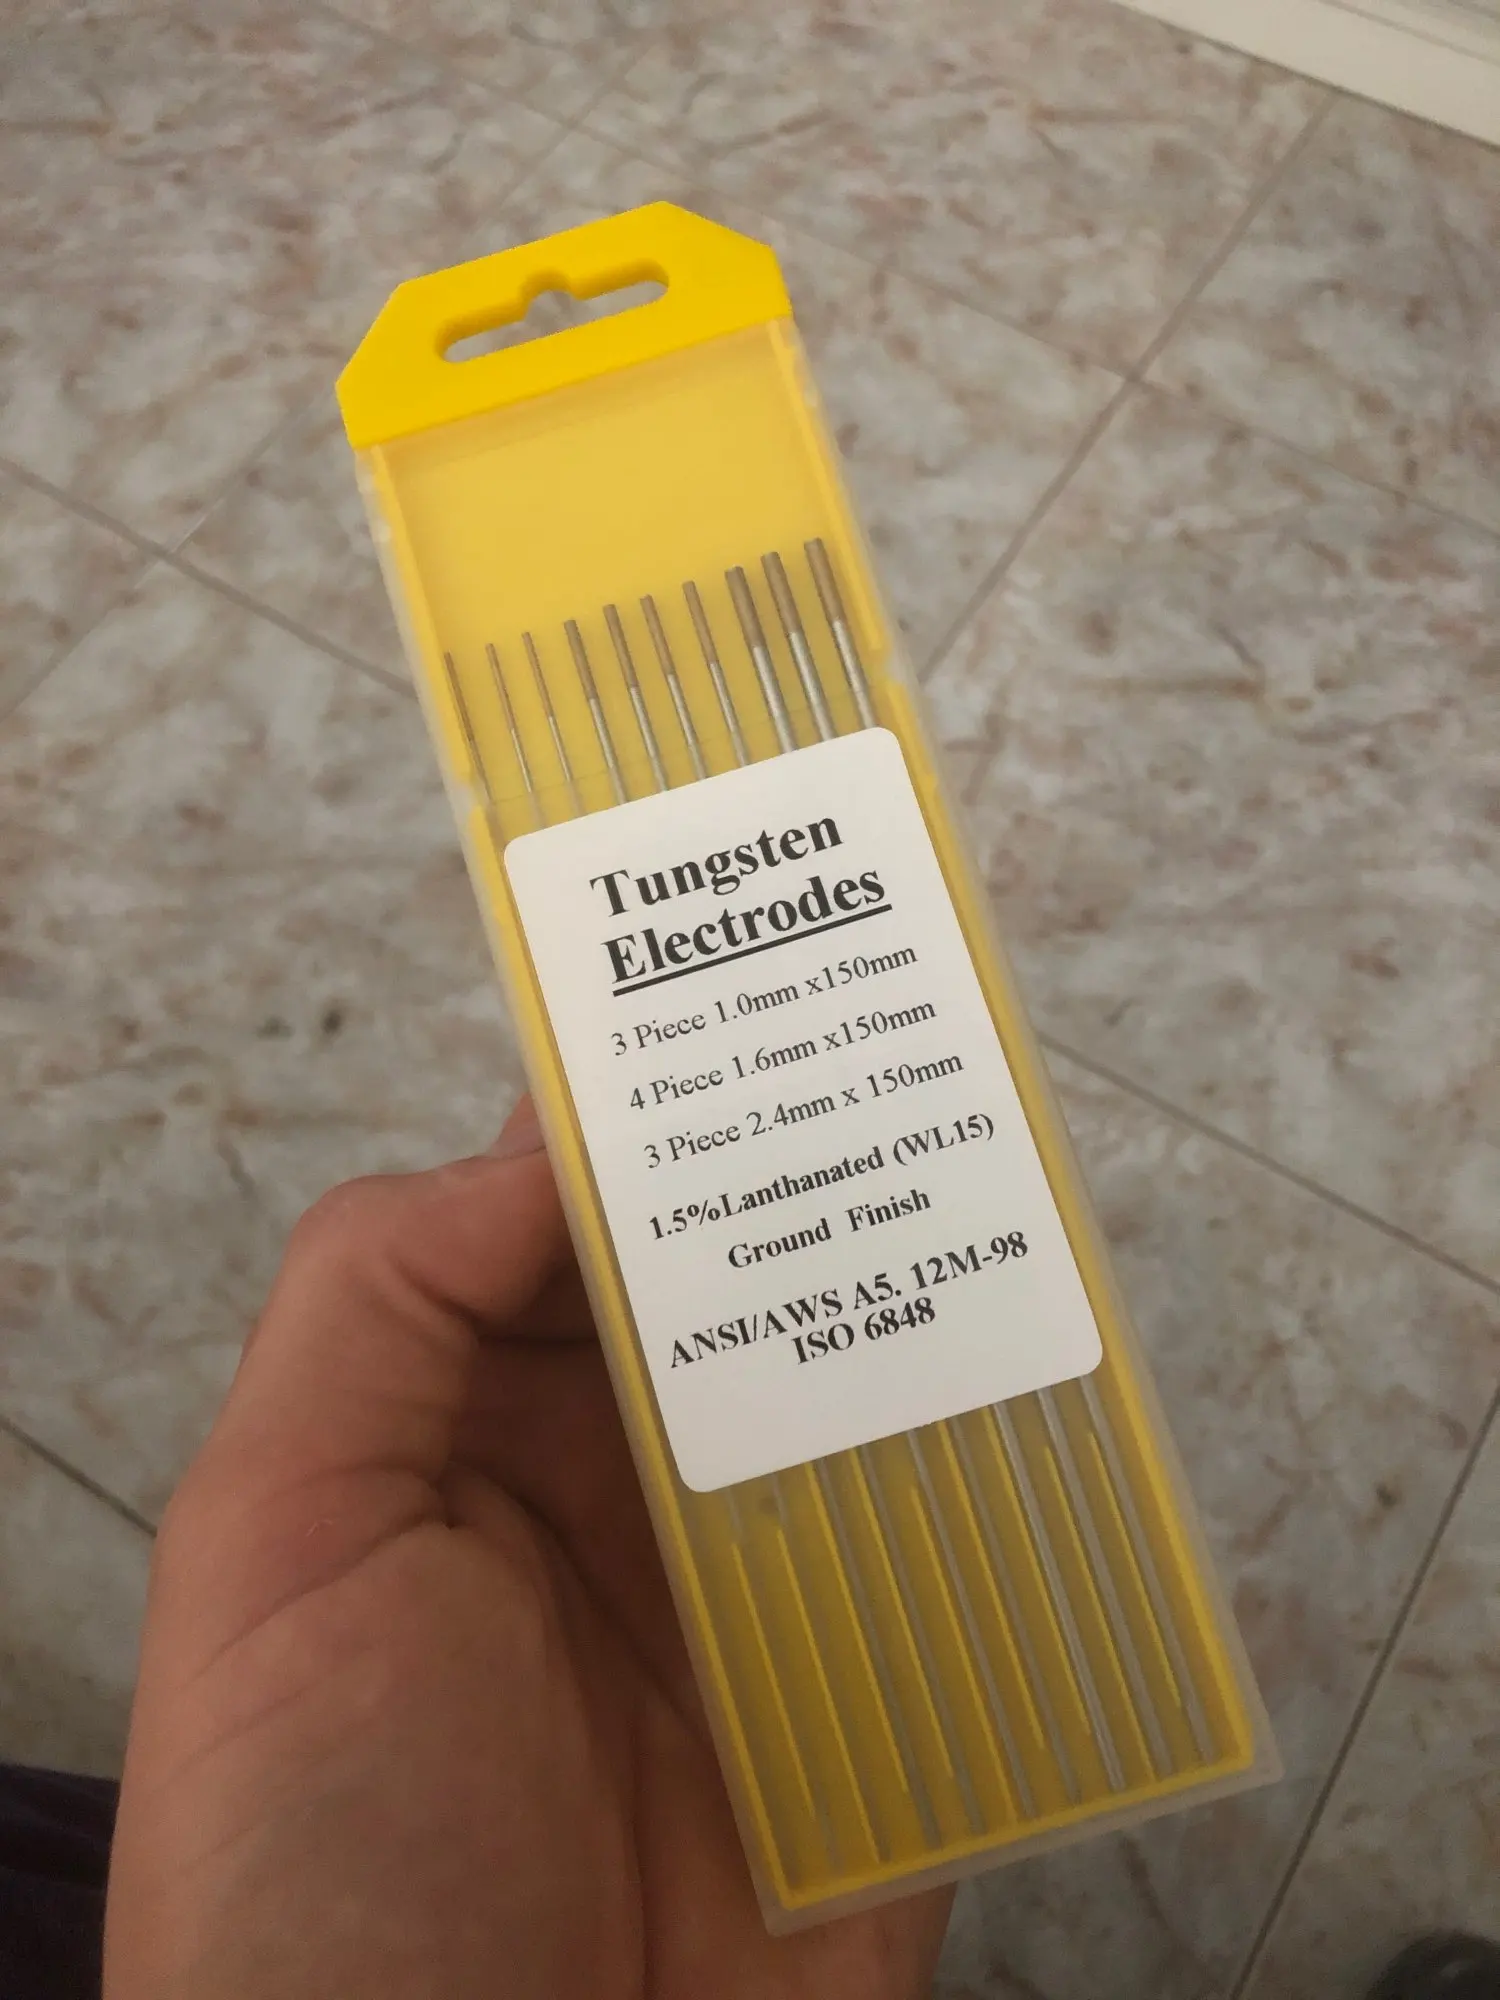 Tungsten
Electrodes
3 Piece 1.0mm x150mm
4 Piece 1.6mm x150mm
3 Piece 2.4mm x 150mm
1.5%Lanthanated (WL15)
Ground Finish
ANSI/AWS A5. 12M-98
ISO 6848